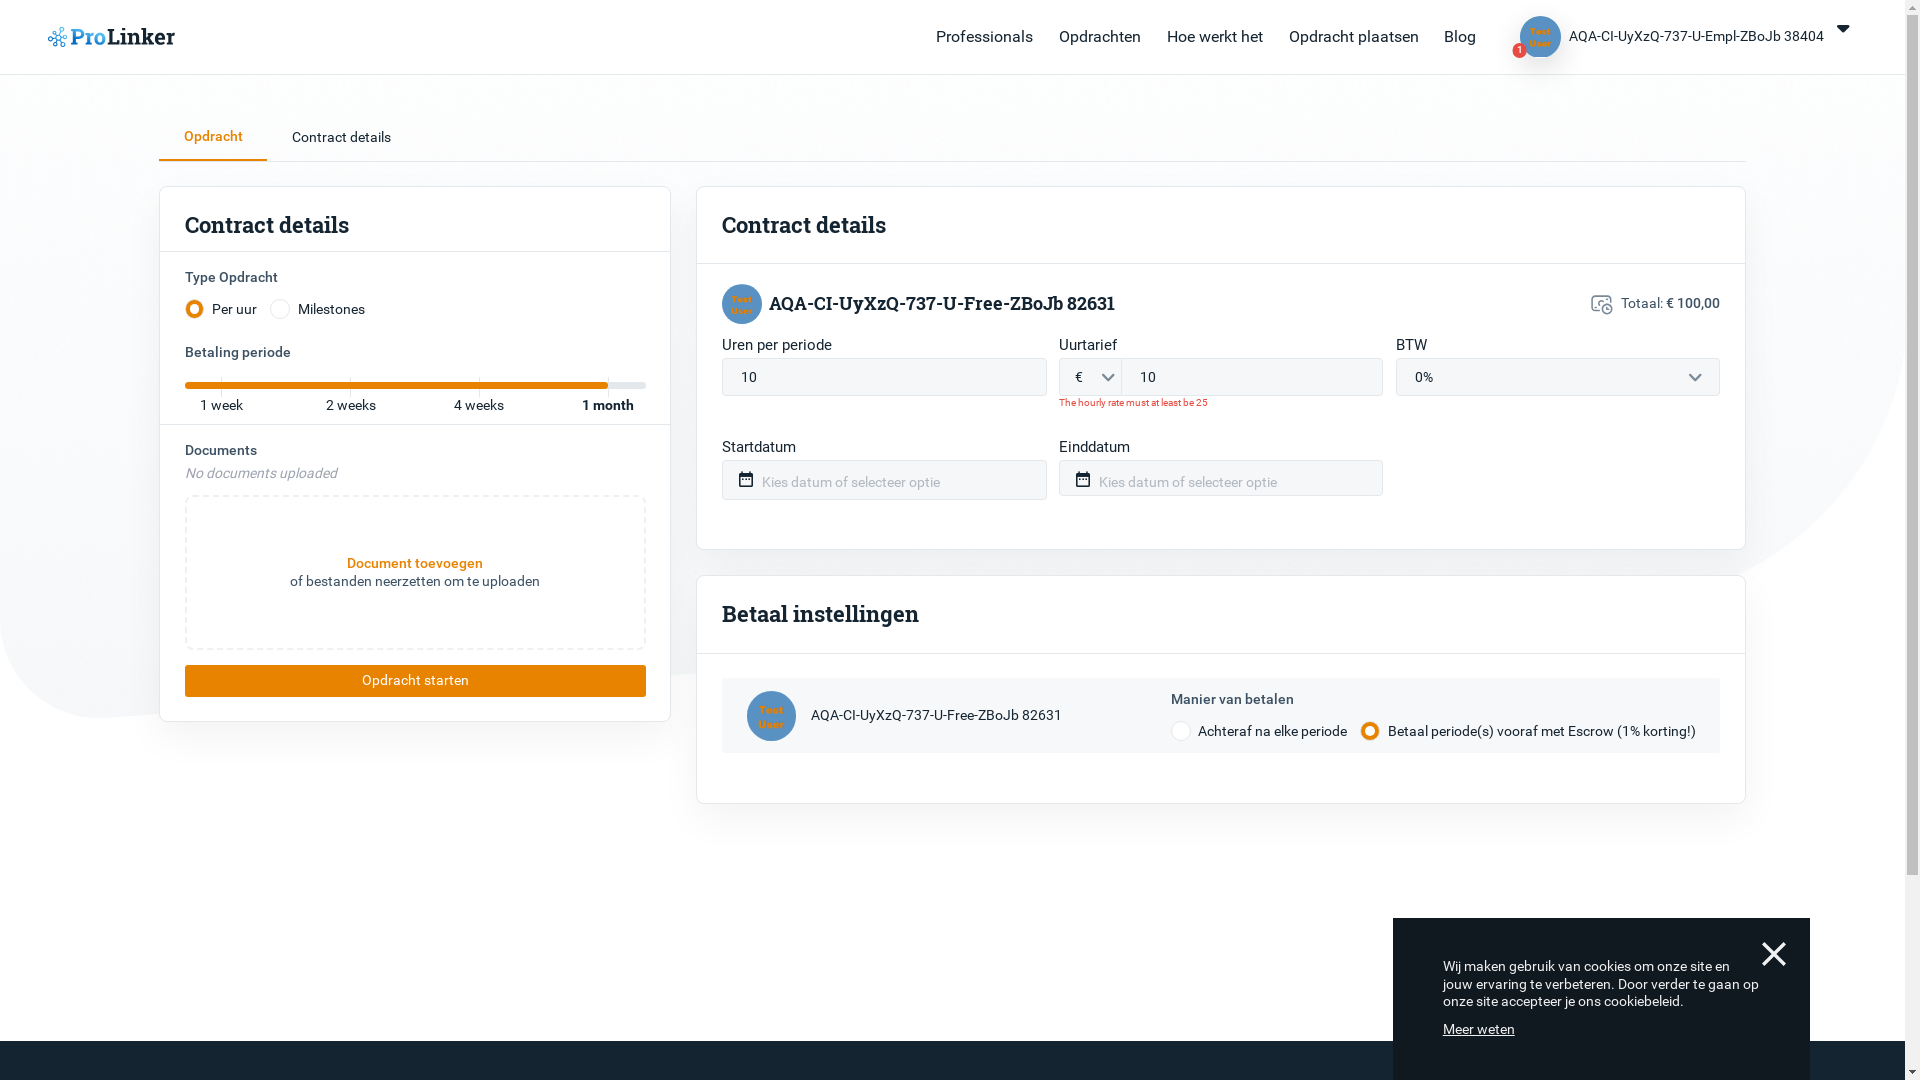 ProLinker
Professionals
Opdrachten
Hoe werkt het
Opdracht plaatsen
Blog
Test User
1
AQA-CI-UyXzQ-737-U-Empl-ZBoJb 38404
Opdracht
Contract details
Contract details
Type Opdracht
Per uur
Milestones
Betaling periode
1 week
2 weeks
4 weeks
1 month
Documents
No documents uploaded
Document toevoegen
of bestanden neerzetten om te uploaden
Opdracht starten
Contract details
Test User
AQA-CI-UyXzQ-737-U-Free-ZBoJb 82631
Totaal: € 100,00
Uren per periode
Uurtarief
BTW
10
€
10
0%
The hourly rate must at least be 25
Startdatum
Einddatum
Kies datum of selecteer optie
Kies datum of selecteer optie
Betaal instellingen
Test User
AQA-CI-UyXzQ-737-U-Free-ZBoJb 82631
Manier van betalen
Achteraf na elke periode
Betaal periode(s) vooraf met Escrow (1% korting!)
Wij maken gebruik van cookies om onze site en
jouw ervaring te verbeteren. Door verder te gaan op
onze site accepteer je ons cookiebeleid.
Meer weten